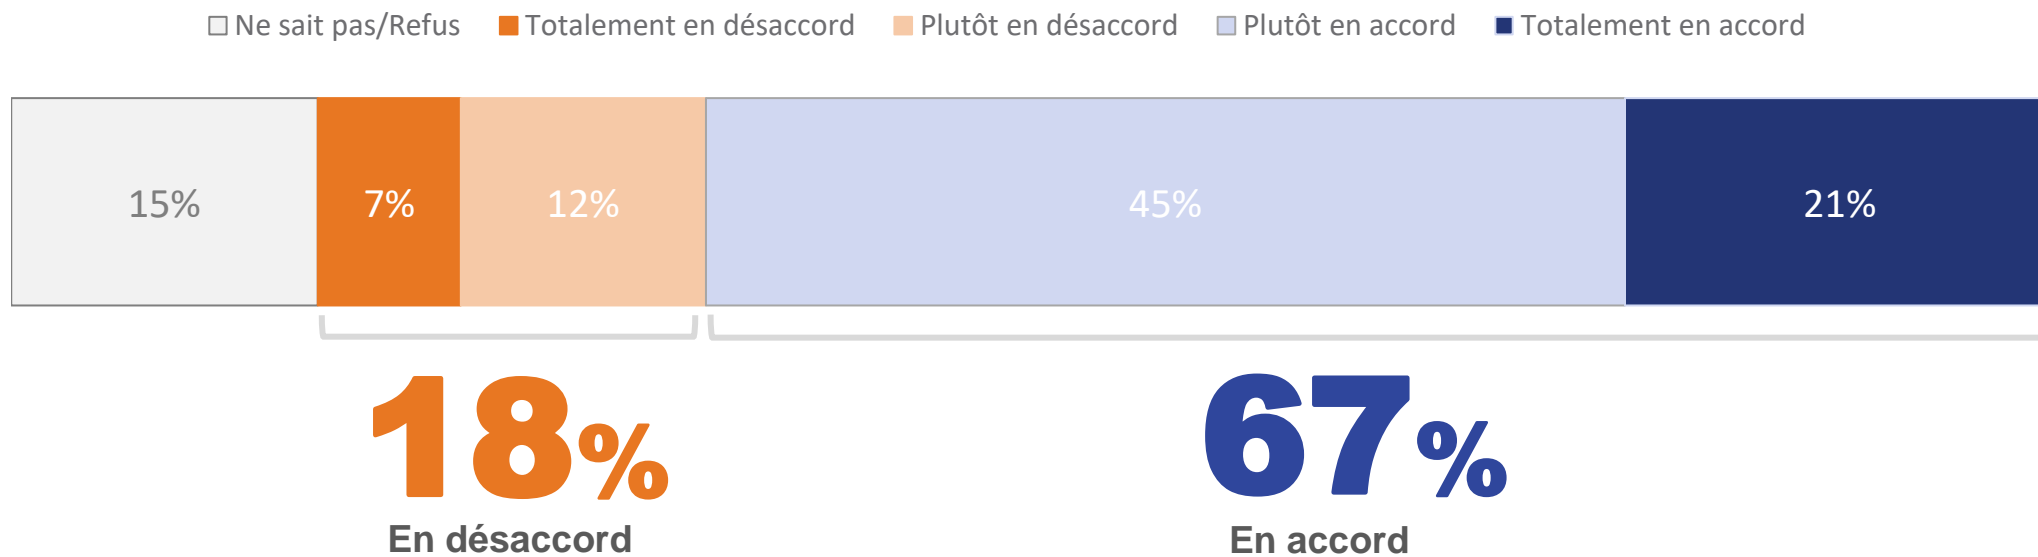 Ne sait pas/Refus Totalement en désaccord Plutôt en désaccord Plutôt en accord Totalement en accord
15% 7% 12% 45% 21%
18% 67%
En désaccord En accord